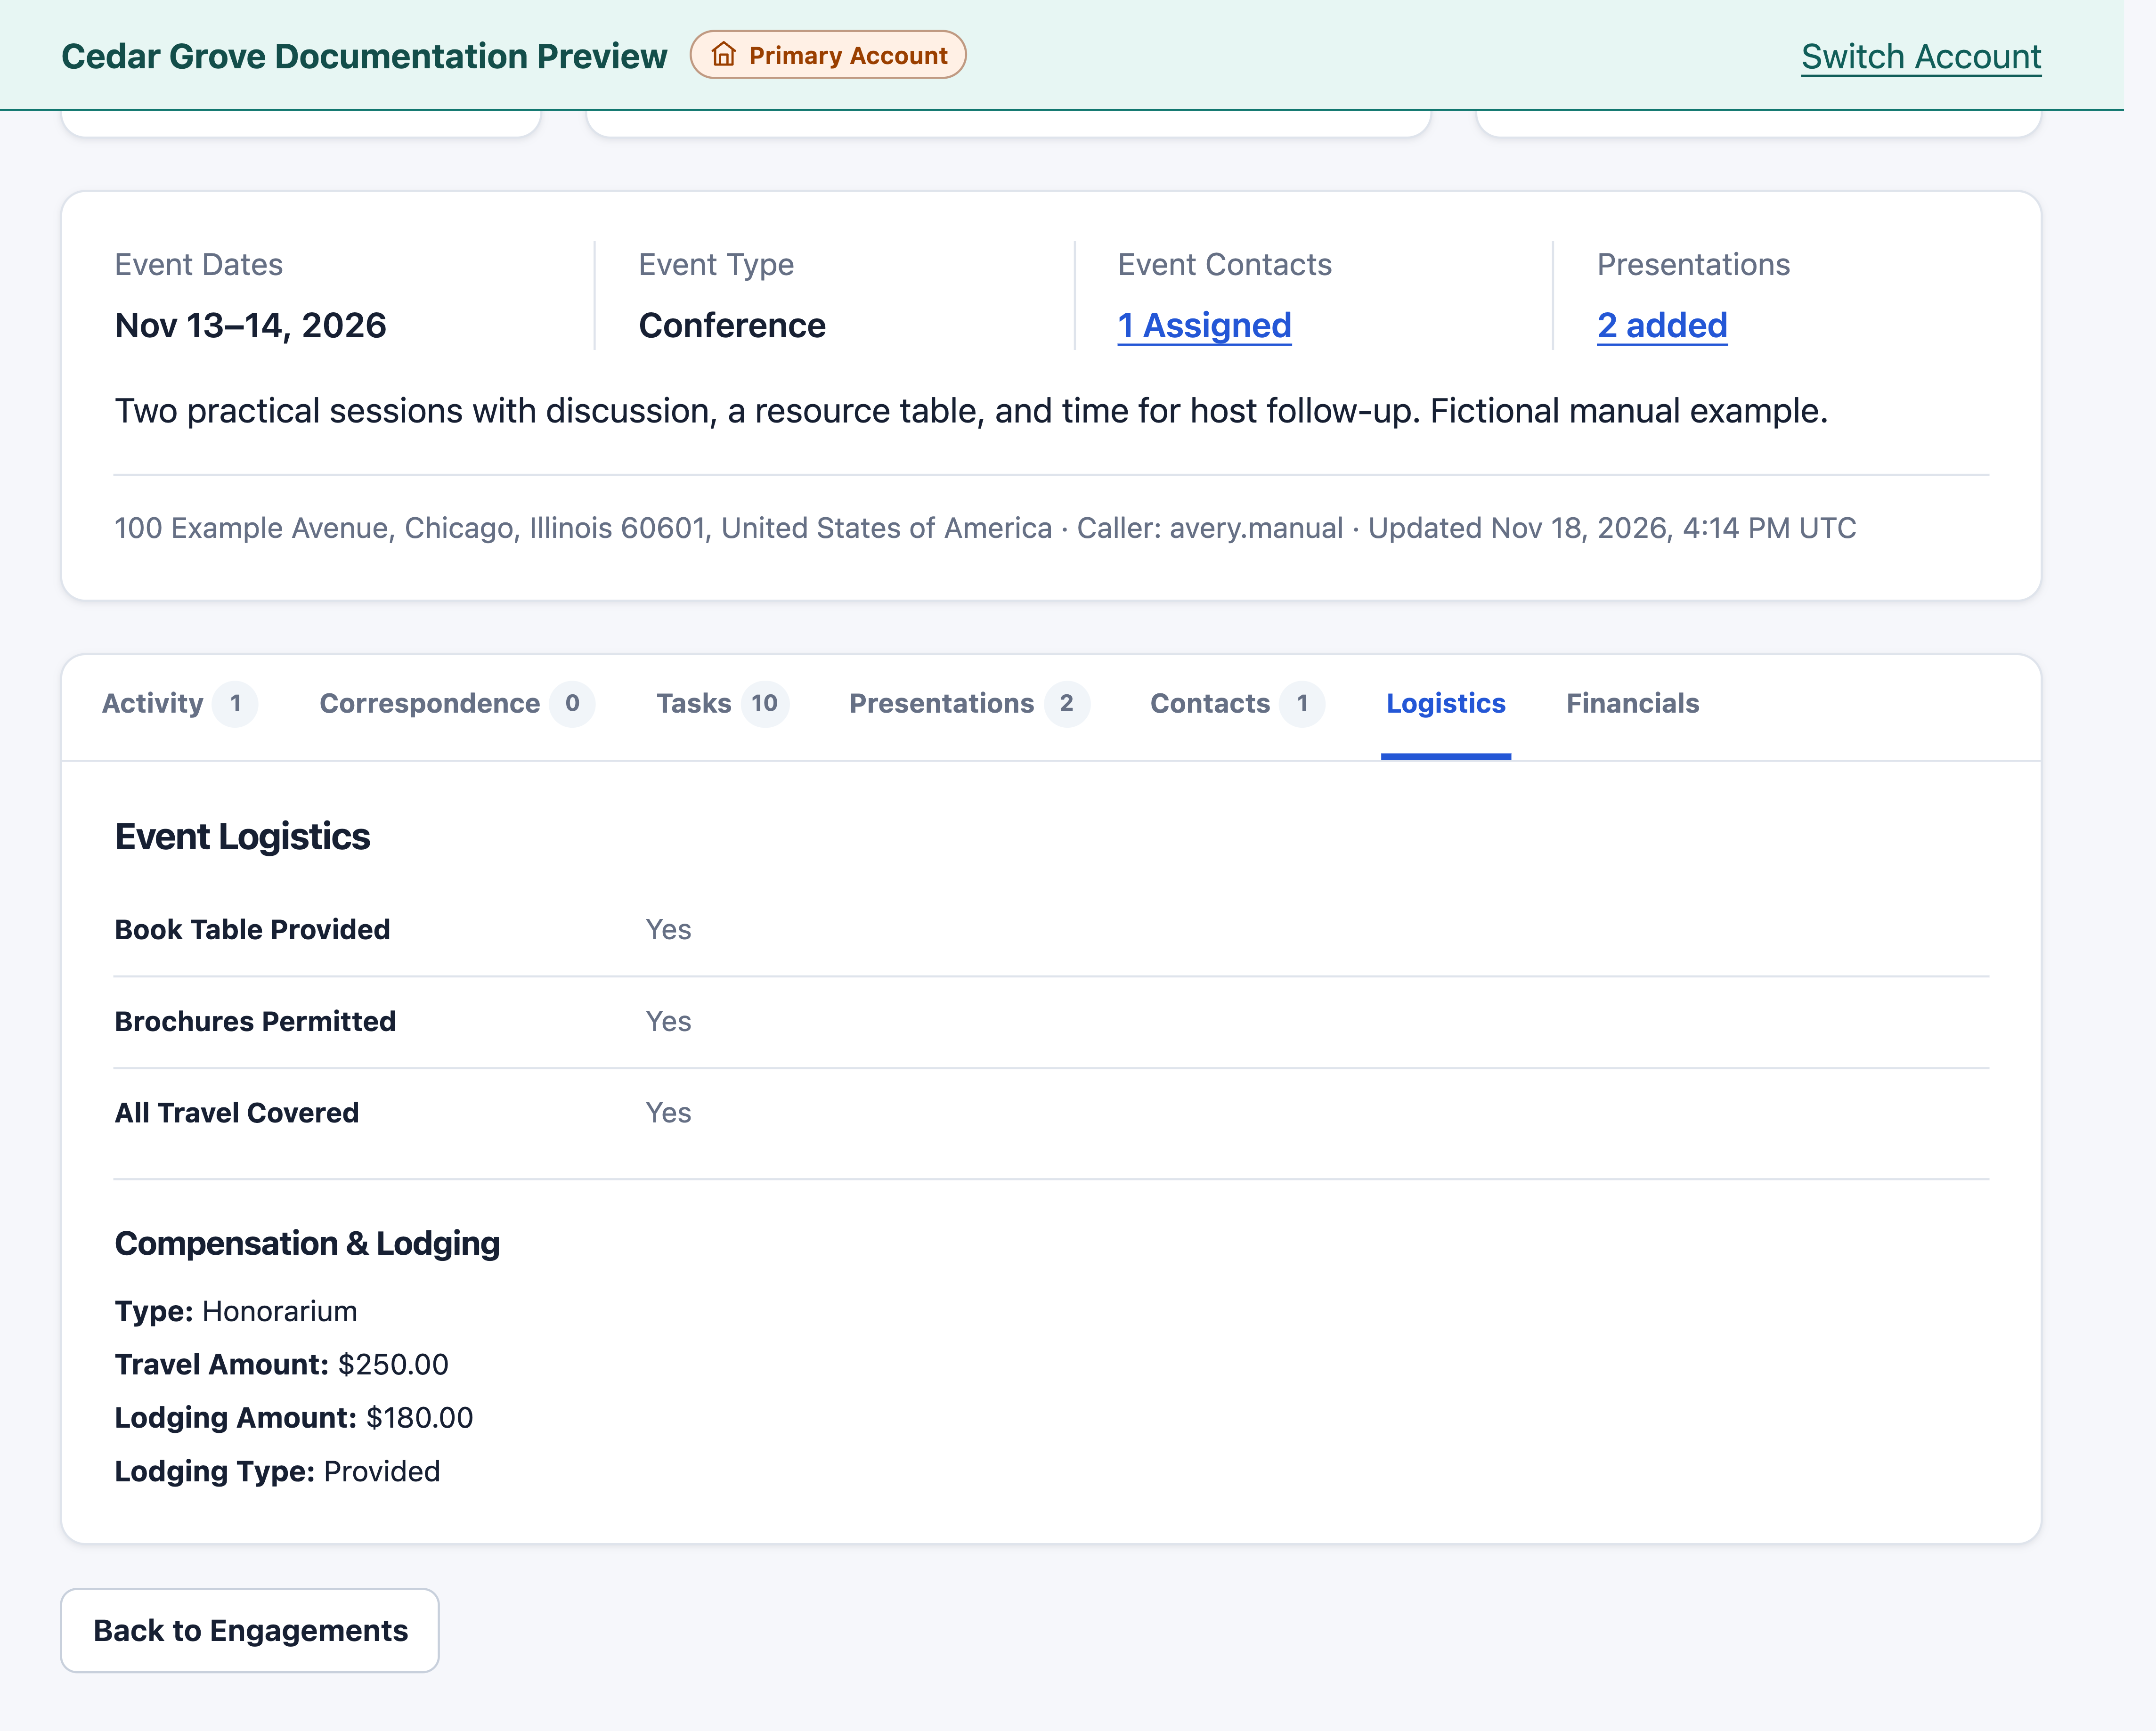 Cedar Grove Documentation Preview
Primary Account
Switch Account
Event Dates
Nov 13–14, 2026
Event Type
Conference
Event Contacts
1 Assigned
Presentations
2 added
Two practical sessions with discussion, a resource table, and time for host follow-up. Fictional manual example.
100 Example Avenue, Chicago, Illinois 60601, United States of America · Caller: avery.manual · Updated Nov 18, 2026, 4:14 PM UTC
Activity 1 Correspondence 0 Tasks 10 Presentations 2 Contacts 1 Logistics Financials
Event Logistics
Book Table Provided Yes
Brochures Permitted Yes
All Travel Covered Yes
Compensation & Lodging
Type: Honorarium
Travel Amount: $250.00
Lodging Amount: $180.00
Lodging Type: Provided
Back to Engagements